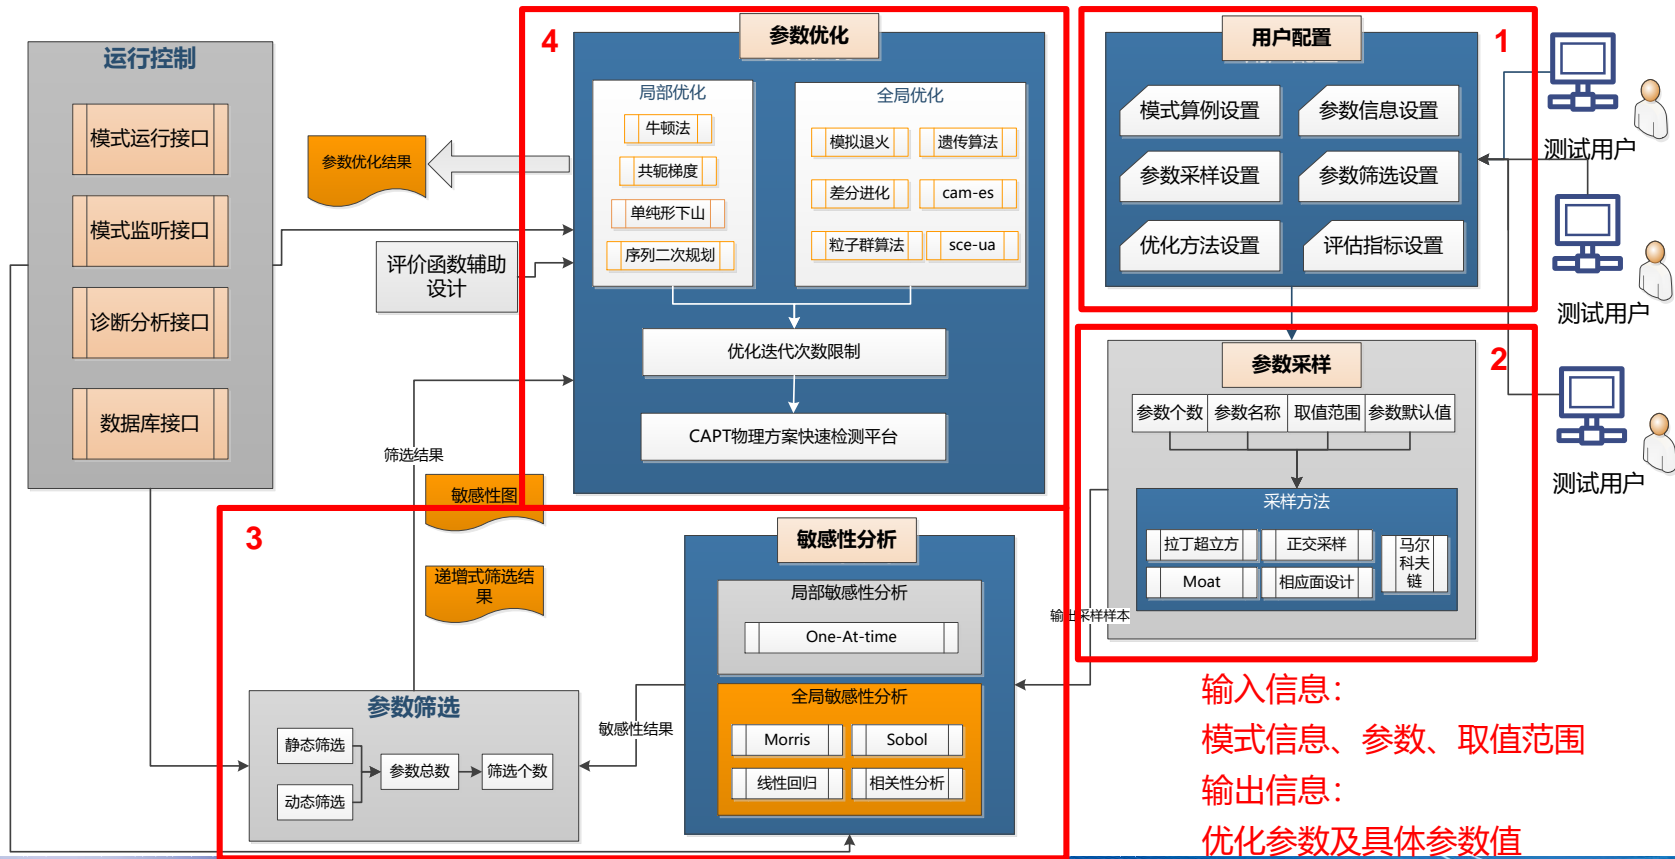 运行控制
模式运行接口
模式监听接口
诊断分析接口
数据库接口
参数优化结果
评价函数辅助
设计
4
参数优化
局部优化
牛顿法
共轭梯度
单纯形下山
序列二次规划
全局优化
模拟退火
遗传算法
差分进化
cam-es
粒子群算法
sce-ua
优化迭代次数限制
CAPT物理方案快速检测平台
1
用户配置
模式算例设置
参数信息设置
参数采样设置
参数筛选设置
优化方法设置
评估指标设置
测试用户
测试用户
测试用户
2
参数采样
参数个数
参数名称
取值范围
参数默认值
采样方法
拉丁超立方
正交采样
马尔
科夫
链
Moat
相应面设计
输出采样样本
筛选结果
敏感性图
递增式筛选结
果
3
敏感性分析
局部敏感性分析
One-At-time
全局敏感性分析
Morris
Sobol
线性回归
相关性分析
敏感性结果
参数筛选
静态筛选
动态筛选
参数总数
筛选个数
输入信息：
模式信息、参数、取值范围
输出信息：
优化参数及具体参数值